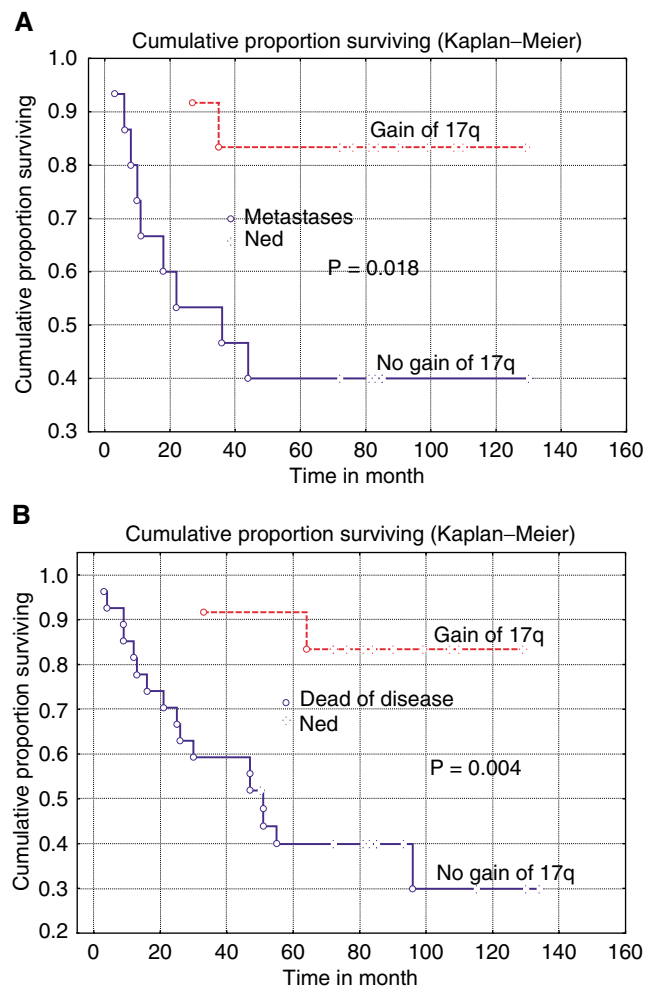 A
Cumulative proportion surviving (Kaplan–Meier)
Cumulative proportion surviving
1.0
0.9
0.8
0.7
0.6
0.5
0.4
0.3
Gain of 17q
Metastases
Ned
P = 0.018
No gain of 17q
0 20 40 60 80 100 120 140 160
Time in month
B
Cumulative proportion surviving (Kaplan–Meier)
Cumulative proportion surviving
1.0
0.9
0.8
0.7
0.6
0.5
0.4
0.3
0.2
Gain of 17q
Dead of disease
Ned
P = 0.004
No gain of 17q
0 20 40 60 80 100 120 140 160
Time in month